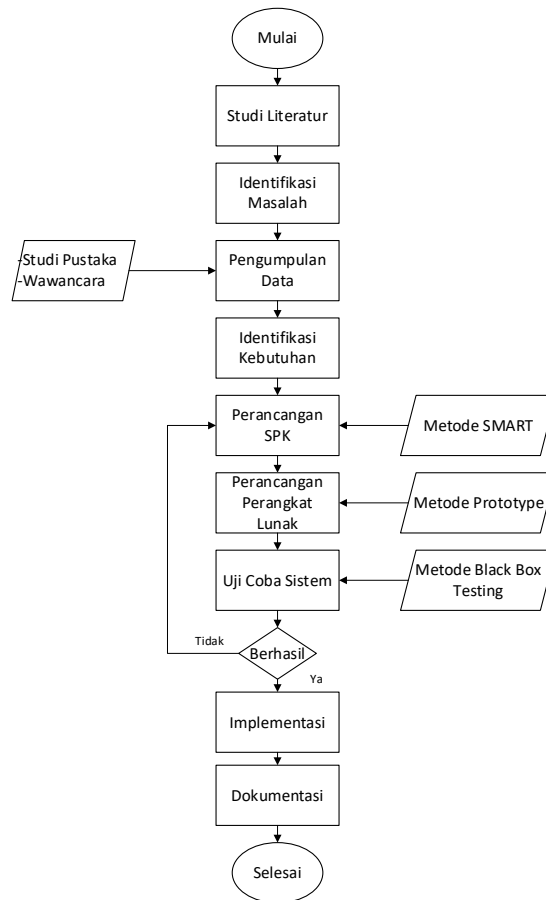 Mulai
Studi Literatur
Identifikasi
Masalah
-Studi Pustaka
-Wawancara
Pengumpulan
Data
Identifikasi
Kebutuhan
Perancangan
SPK
Metode SMART
Perancangan
Perangkat
Lunak
Metode Prototype
Uji Coba Sistem
Metode Black Box
Testing
Tidak
Berhasil
Ya
Implementasi
Dokumentasi
Selesai